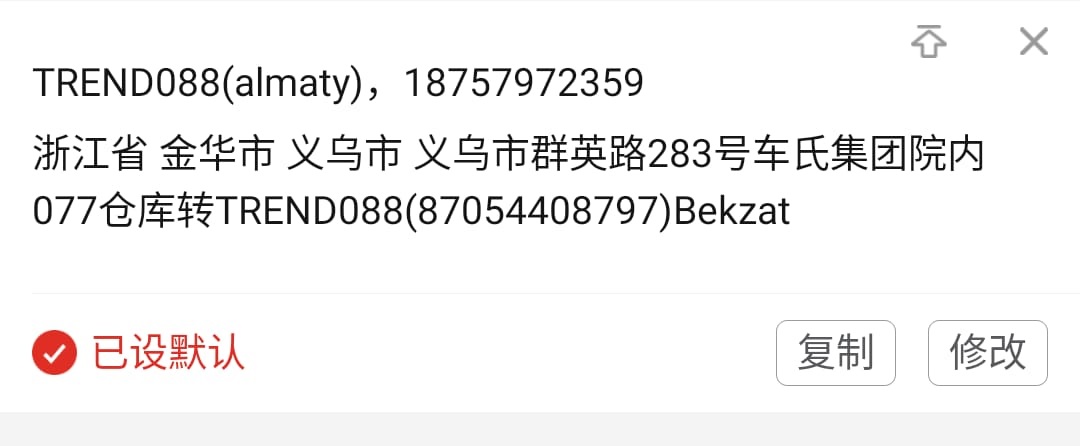 TREND088(almaty)，18757972359
浙江省 金华市 义乌市 义乌市群英路283号车氏集团院内
077仓库转TREND088(87054408797)Bekzat
已设默认
复制
修改